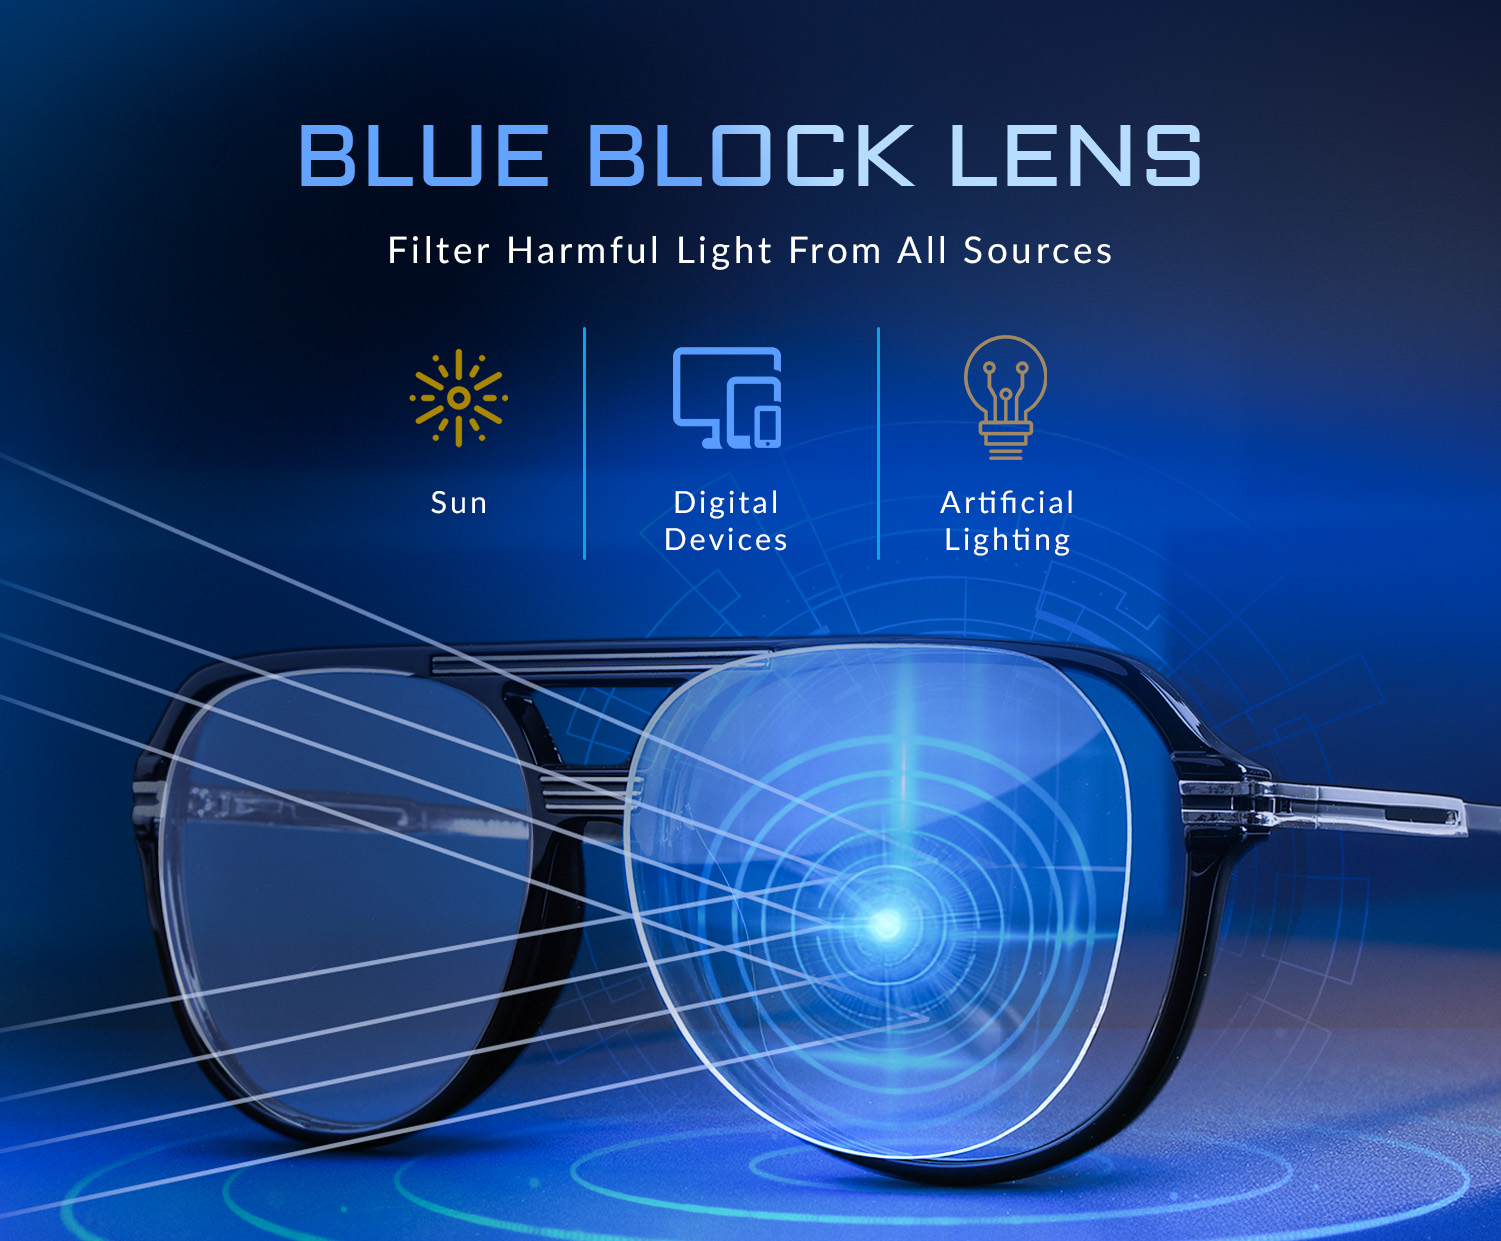 BLUE BLOCK LENS
Filter Harmful Light From All Sources
Sun
Digital
Devices
Artificial
Lighting